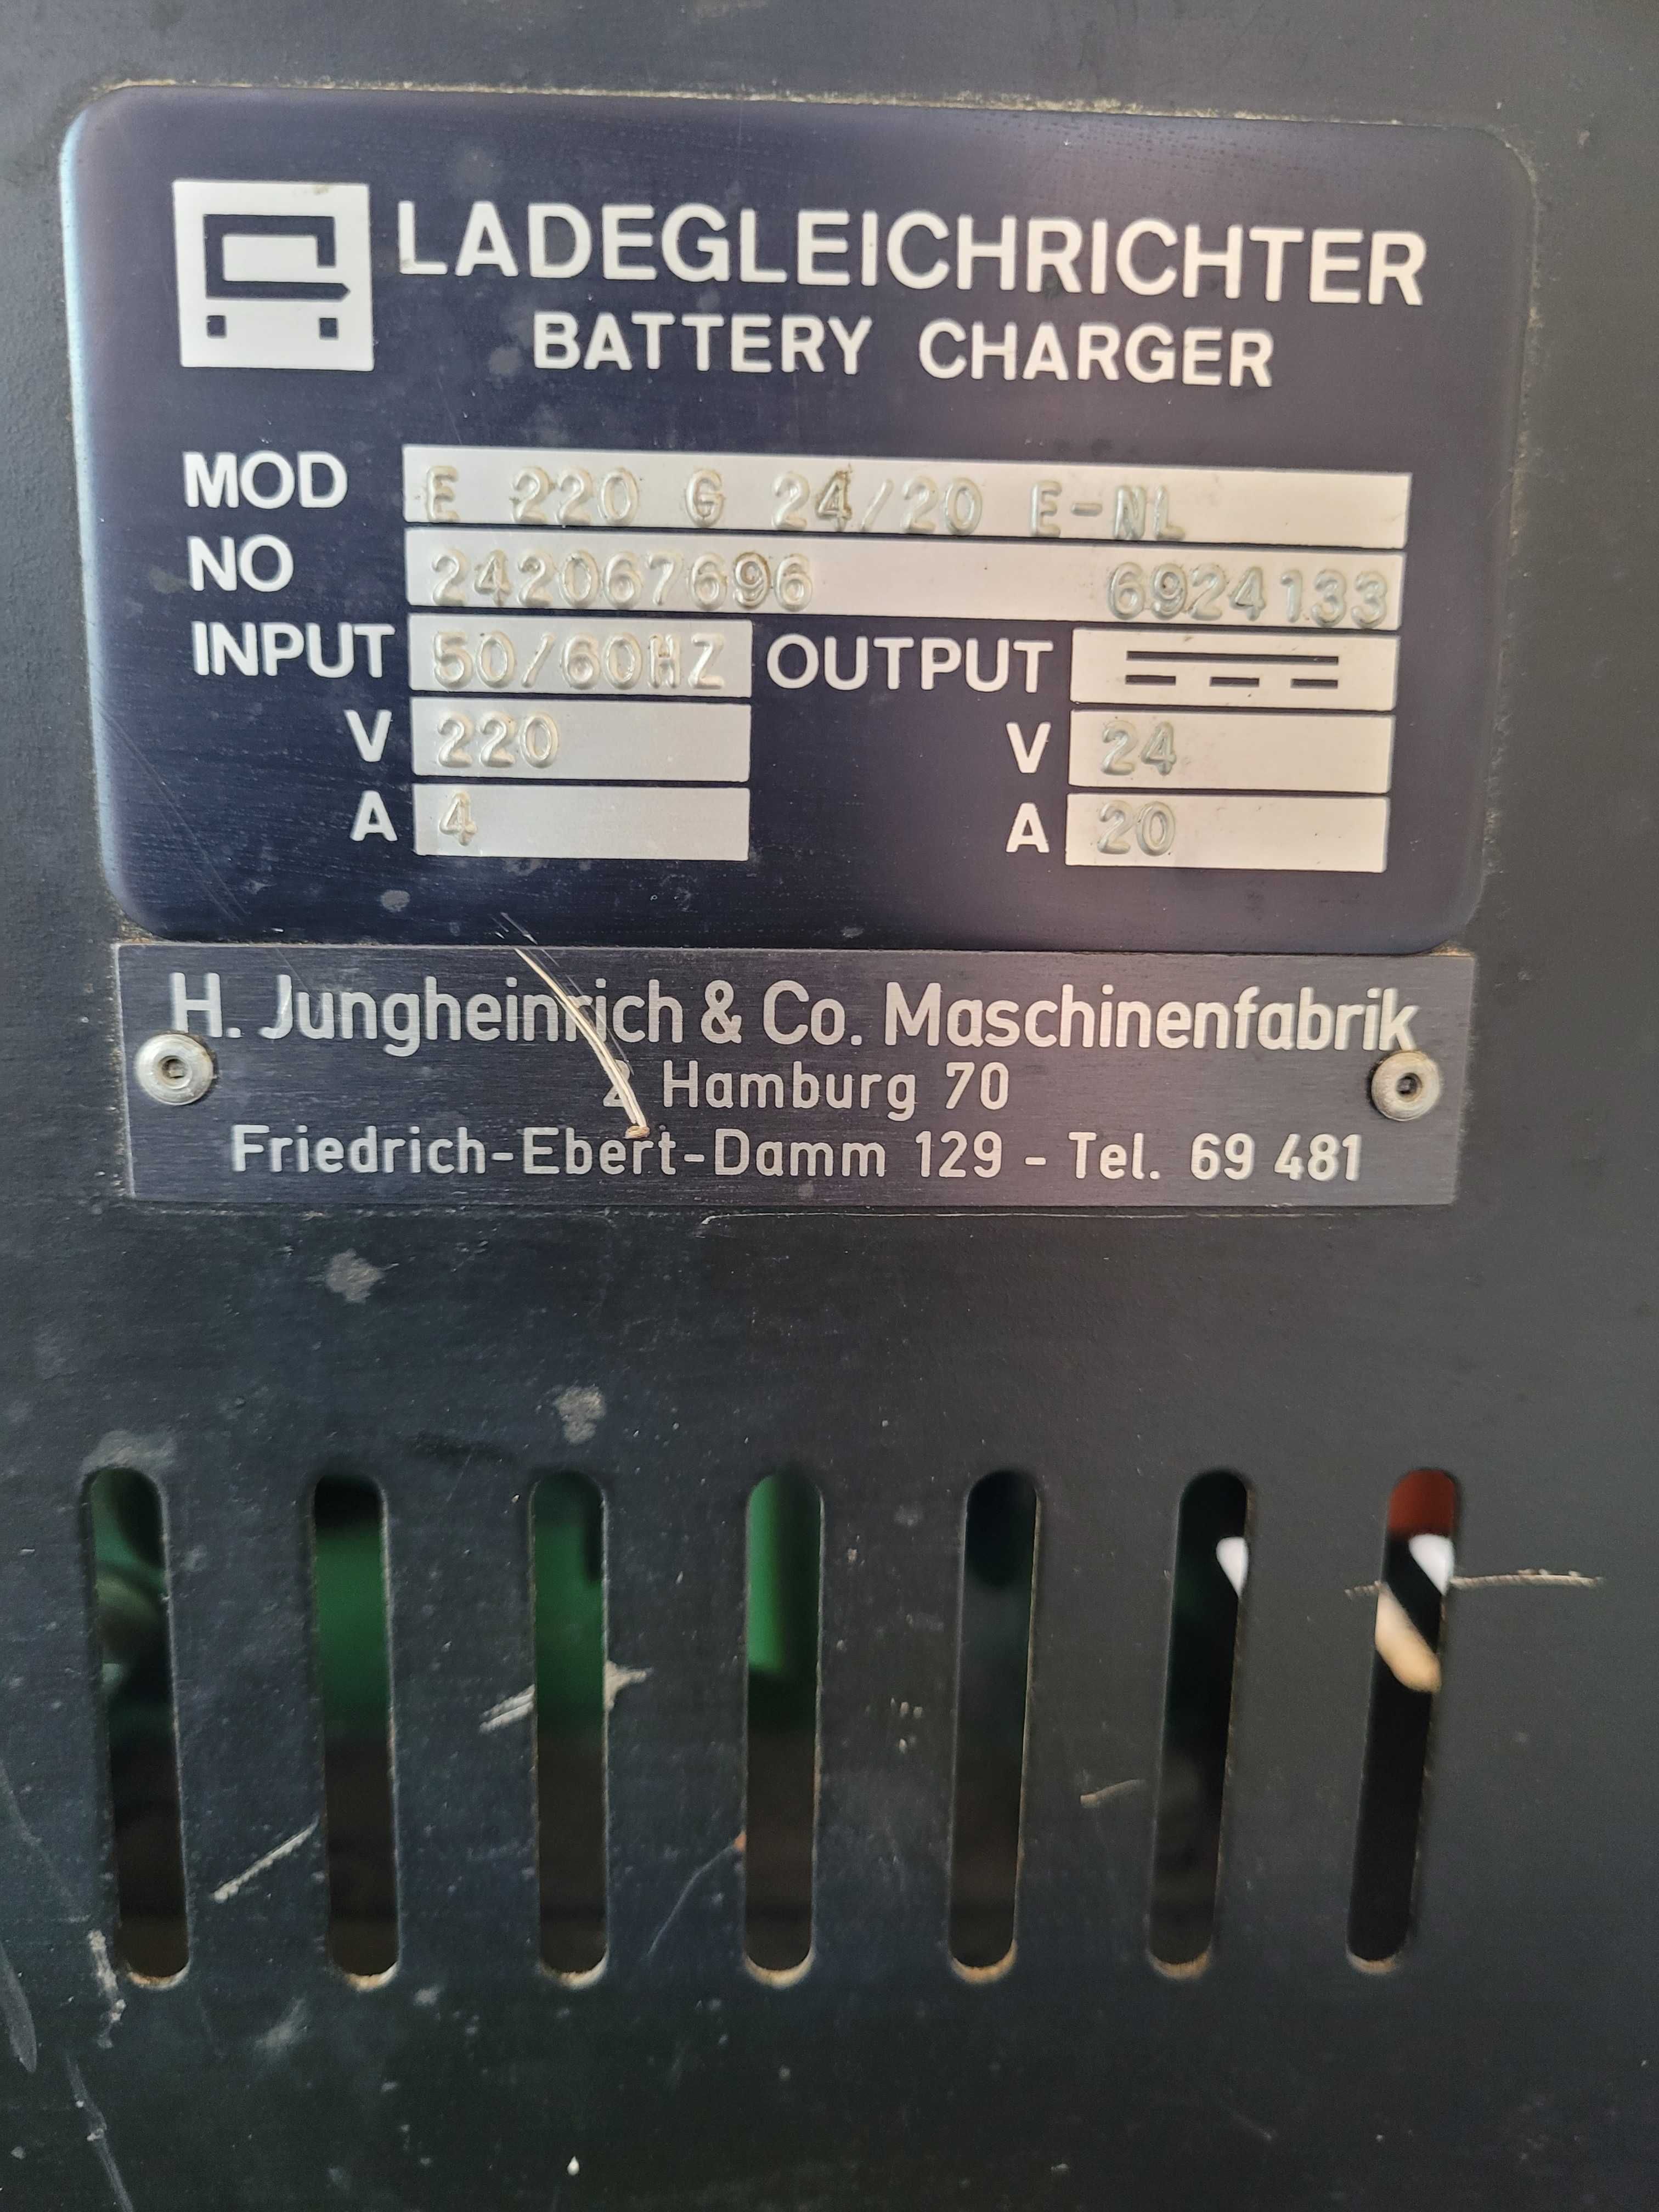 LADEGLEICHRICHTER
BATTERY CHARGER
MOD E 220 G 24/20 E-NL
NO 242067696 6924133
INPUT 50/60HZ OUTPUT
V 220 V 24
A 4 A 20
H. Jungheinrich & Co. Maschinenfabrik
2 Hamburg 70
Friedrich-Ebert-Damm 129 - Tel. 69 481